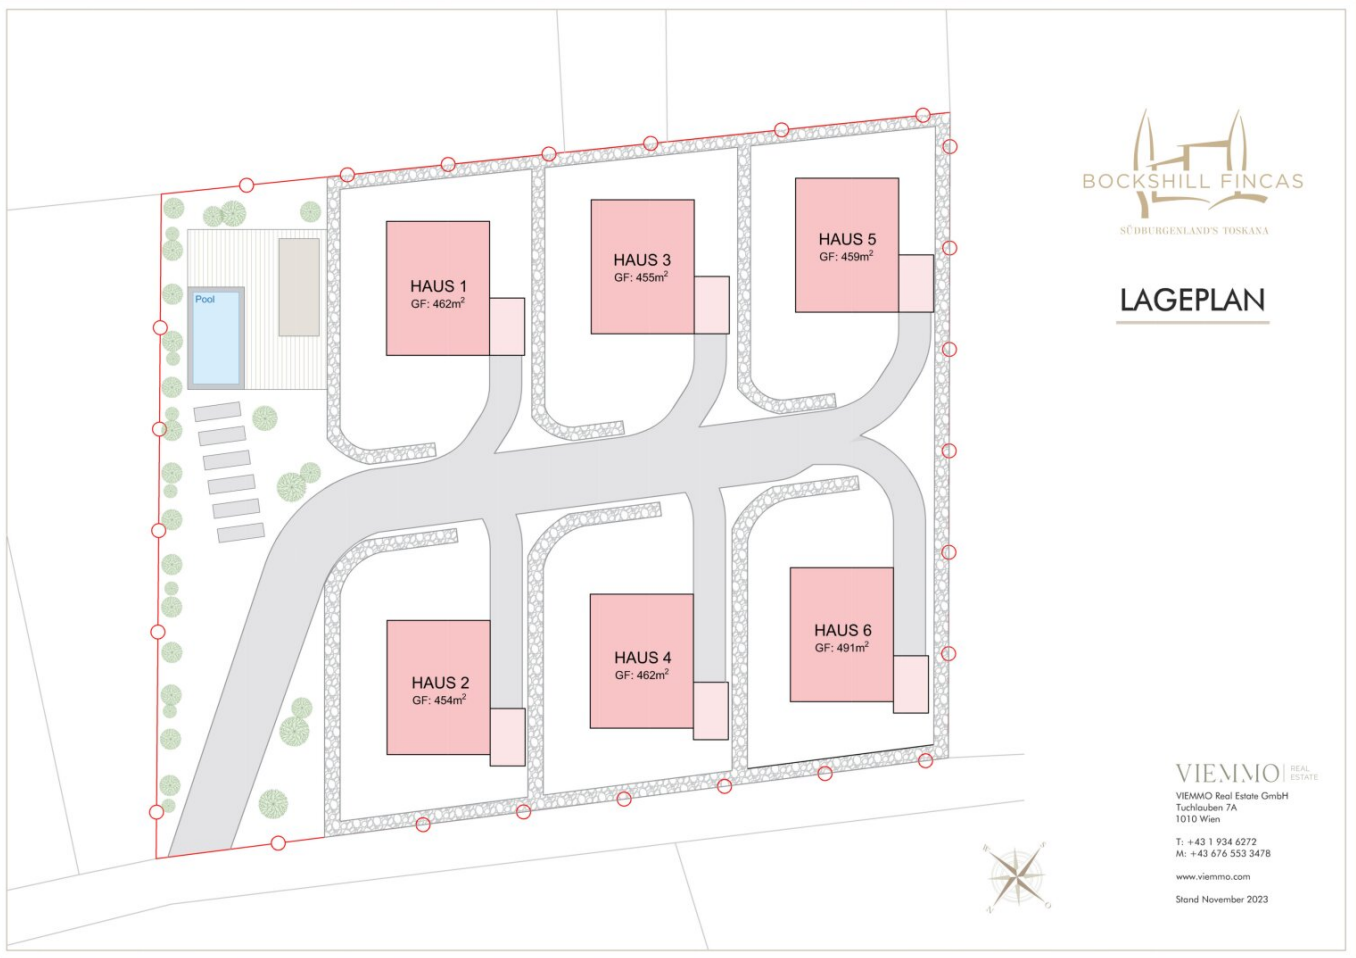 BOCKSHILL FINCAS
SÜDBURGENLAND'S TOSKANA
LAGEPLAN
HAUS 5
GF: 459m²
HAUS 3
GF: 455m²
HAUS 1
GF: 462m²
Pool
HAUS 6
GF: 491m²
HAUS 4
GF: 462m²
HAUS 2
GF: 454m²
VIEMMO REAL ESTATE
VIEMMO Real Estate GmbH
Tuchlauben 7A
1010 Wien
T: +43 1 934 6272
M: +43 676 553 3478
www.viemmo.com
Stand November 2023
W S
N O